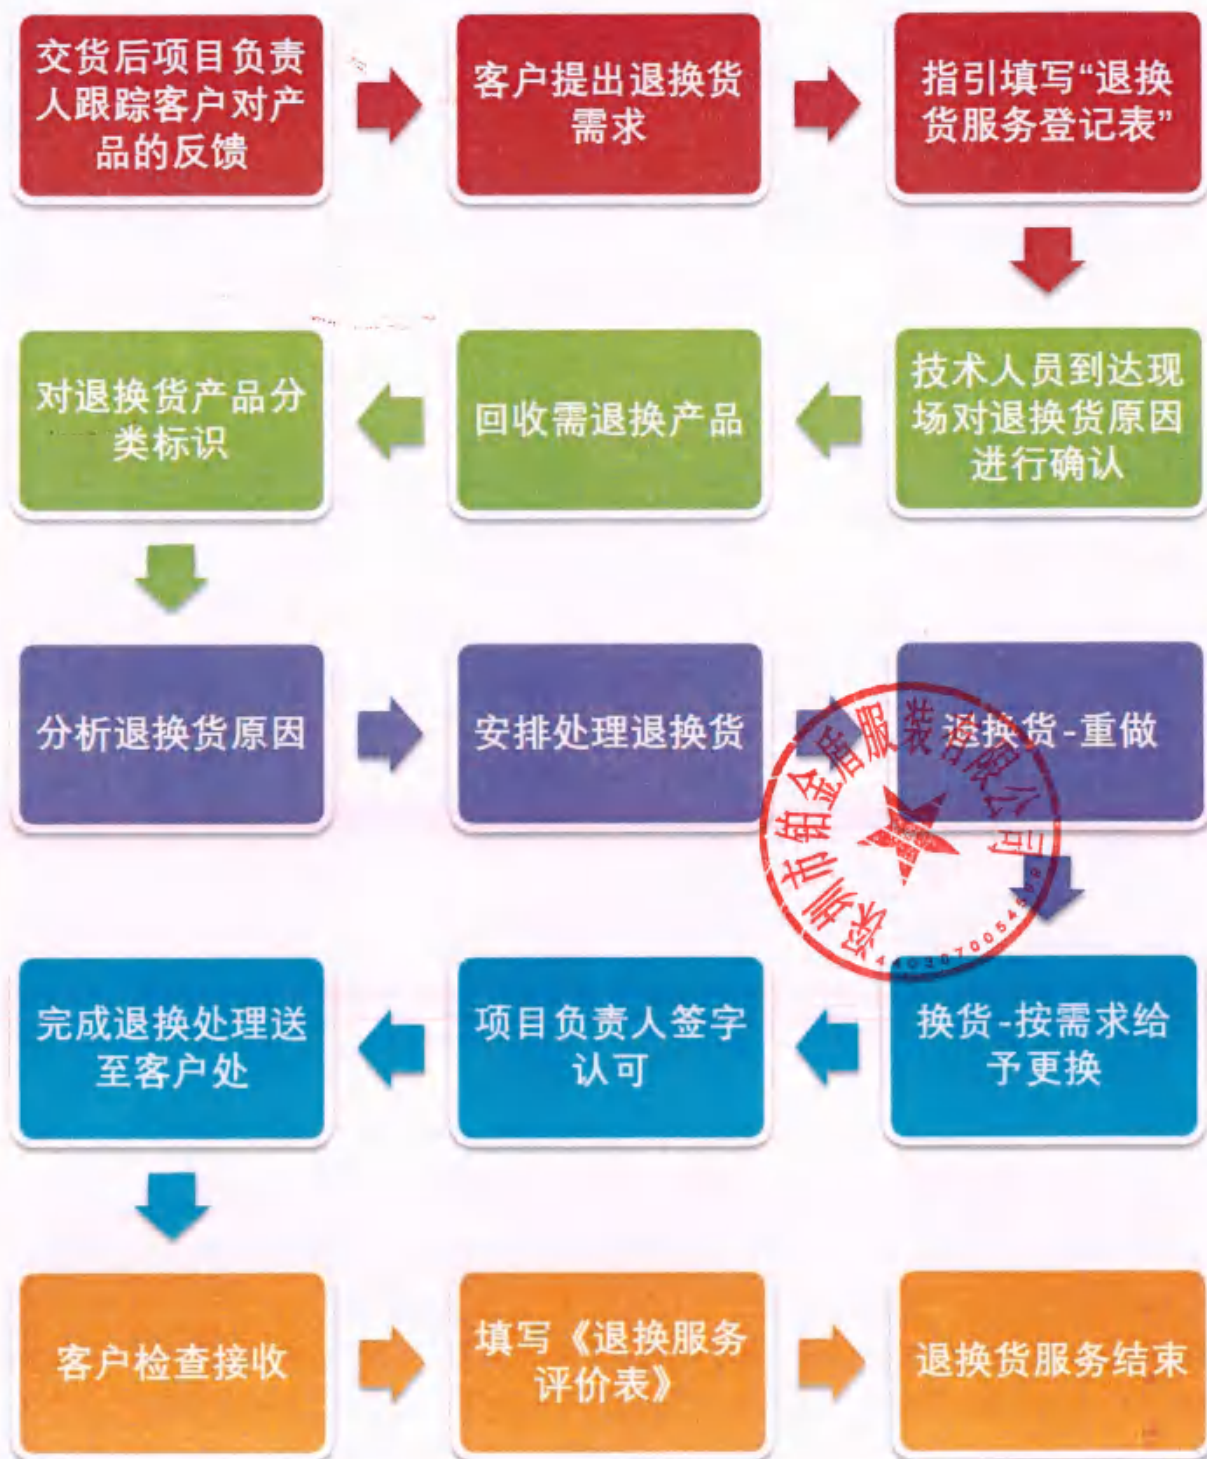 交货后项目负责
人跟踪客户对产
品的反馈
客户提出退换货
需求
指引填写“退换
货服务登记表”
技术人员到达现
场对退换货原因
进行确认
回收需退换产品
对退换货产品分
类标识
分析退换货原因
安排处理退换货
退换货-重做
深圳市铂金盾服装有限公司
换货-按需求给
予更换
项目负责人签字
认可
完成退换处理送
至客户处
客户检查接收
填写《退换服务
评价表》
退换货服务结束